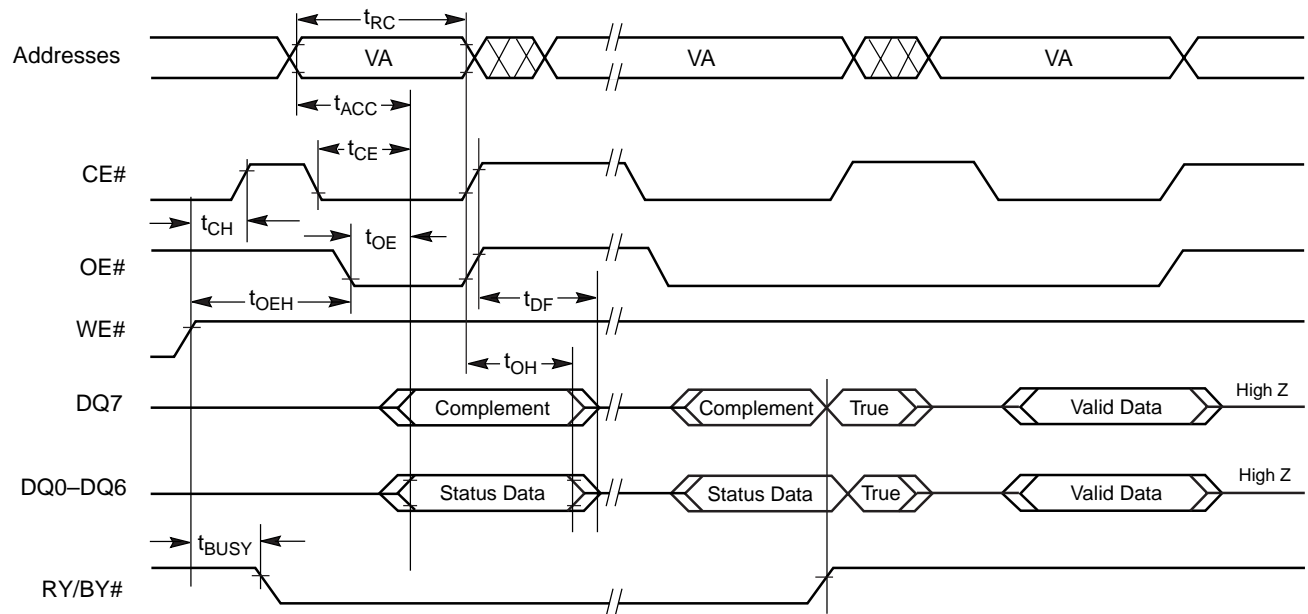 tRC
Addresses VA VA VA
tACC
tCE
CE#
tCH
tOE
OE#
tOEH tDF
WE#
tOH
DQ7 Complement Complement True Valid Data High Z
DQ0–DQ6 Status Data Status Data True Valid Data High Z
tBUSY
RY/BY#